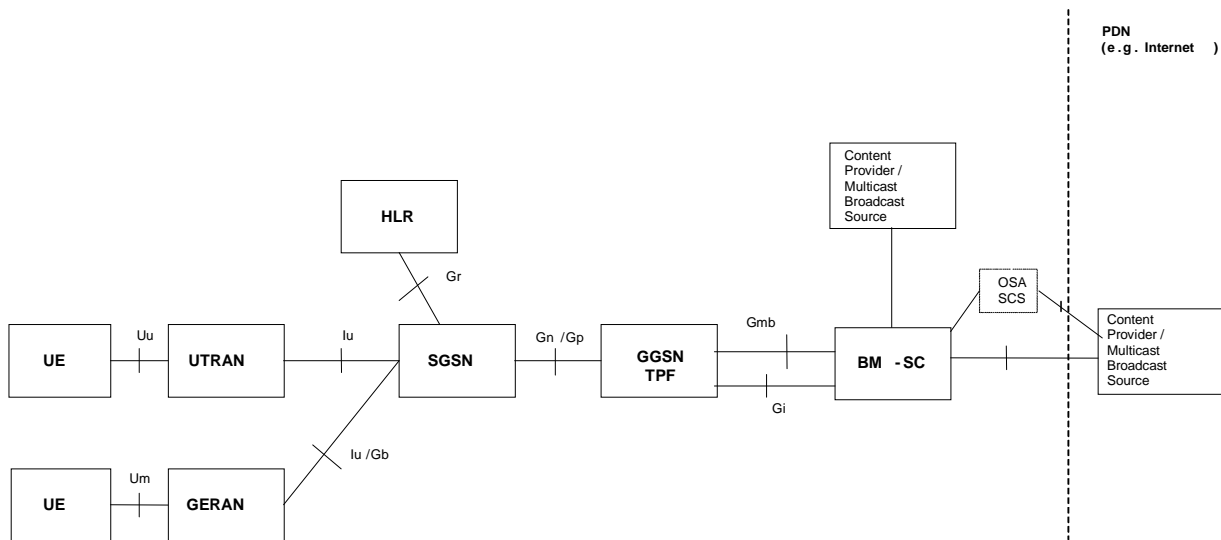 PDN
(e.g. Internet )
Content
Provider /
Multicast
Broadcast
Source
HLR
Gr
OSA
SCS
Uu
Iu
Gn /Gp
Gmb
Content
Provider /
Multicast
Broadcast
Source
UE
UTRAN
SGSN
GGSN
TPF
BM -SC
Gi
Iu /Gb
Um
UE
GERAN